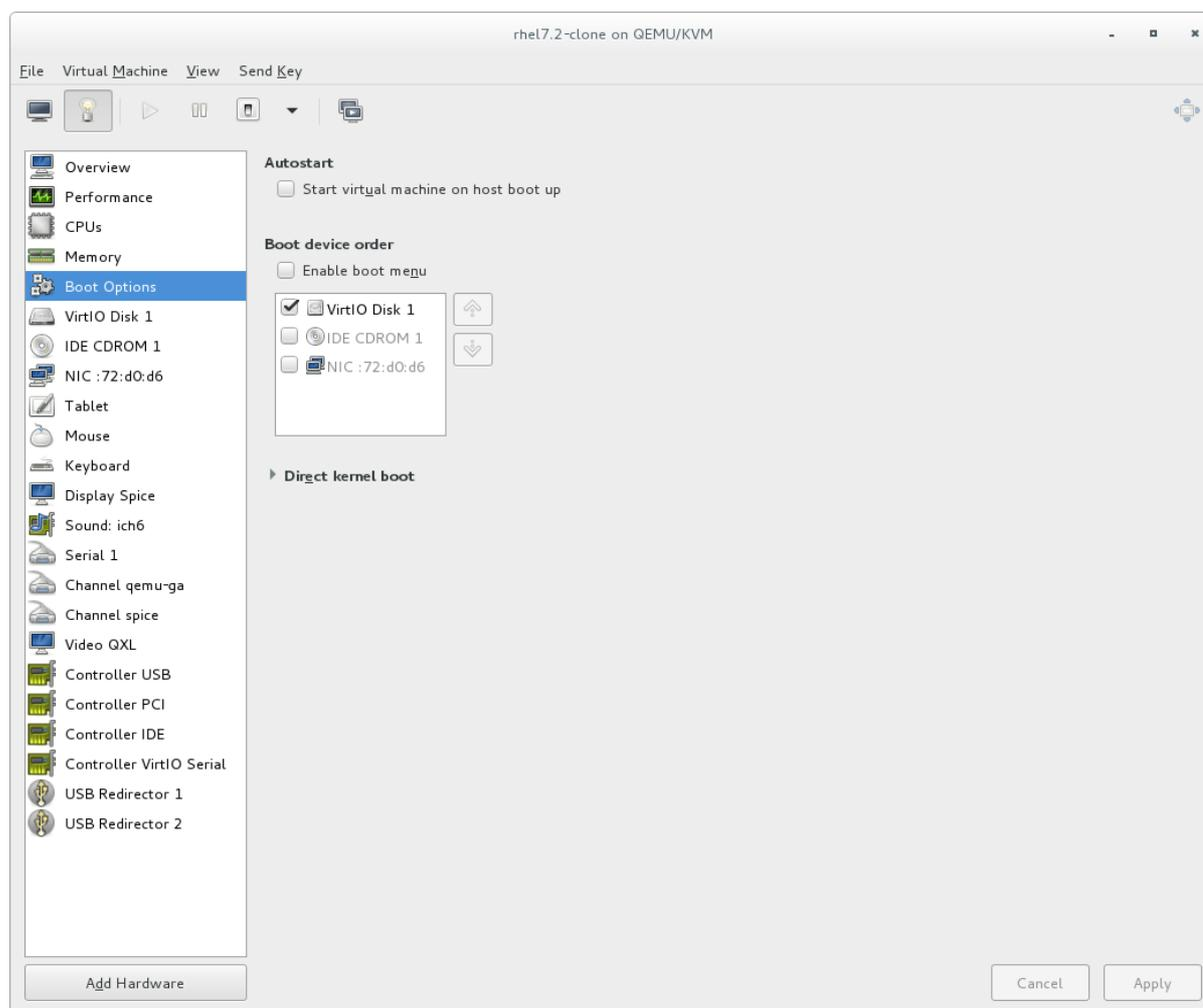 rhel7.2-clone on QEMU/KVM
File Virtual Machine View Send Key
Overview
Performance
CPUs
Memory
Boot Options
VirtIO Disk 1
IDE CDROM 1
NIC :72:d0:d6
Tablet
Mouse
Keyboard
Display Spice
Sound: ich6
Serial 1
Channel qemu-ga
Channel spice
Video QXL
Controller USB
Controller PCI
Controller IDE
Controller VirtIO Serial
USB Redirector 1
USB Redirector 2
Add Hardware
Autostart
Start virtual machine on host boot up
Boot device order
Enable boot menu
VirtIO Disk 1
IDE CDROM 1
NIC :72:d0:d6
Direct kernel boot
Cancel Apply